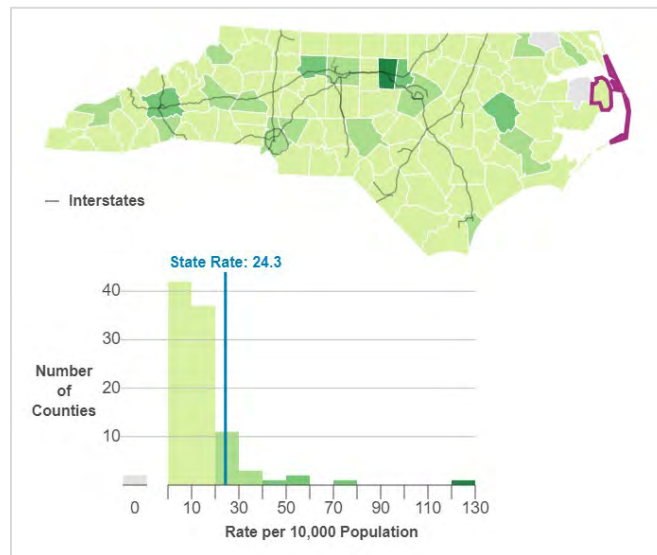 — Interstates
State Rate: 24.3
40
30
20
10
Number
of
Counties
0 10 30 50 70 90 110 130
Rate per 10,000 Population